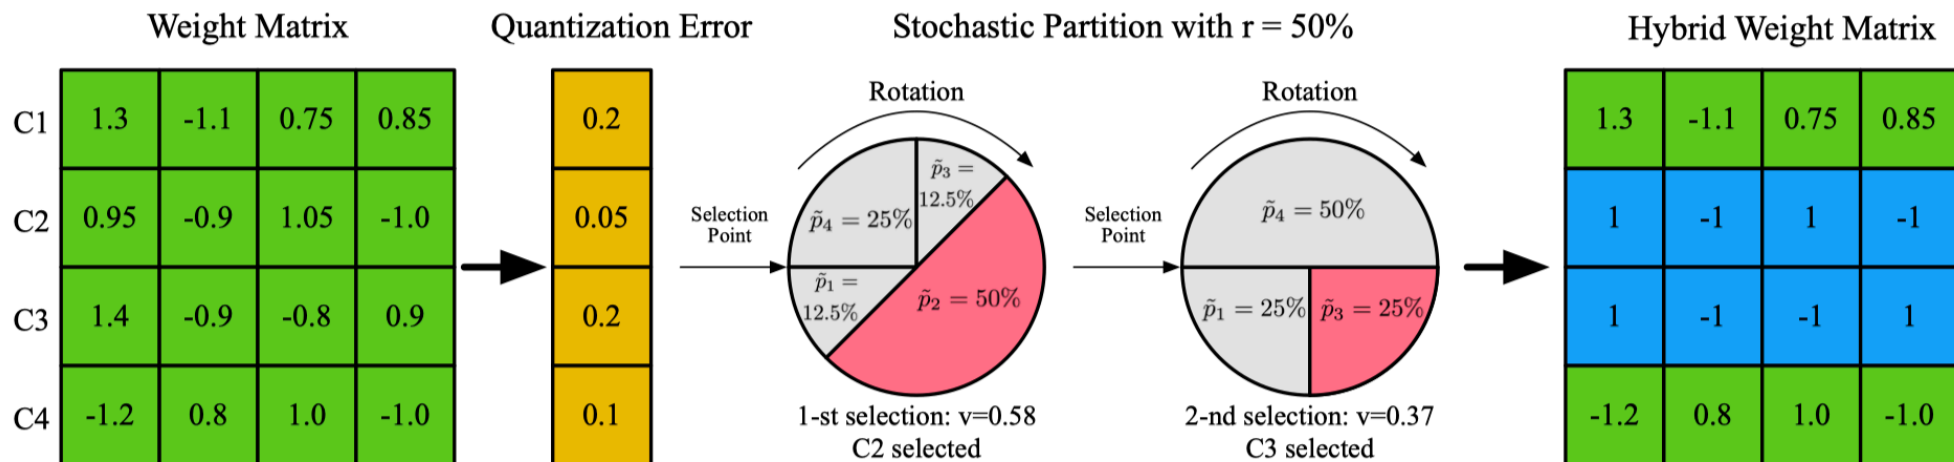 Weight Matrix
Quantization Error
Stochastic Partition with r = 50%
Hybrid Weight Matrix
C1 1.3 -1.1 0.75 0.85
C2 0.95 -0.9 1.05 -1.0
C3 1.4 -0.9 -0.8 0.9
C4 -1.2 0.8 1.0 -1.0
0.2
0.05
0.2
0.1
Selection
Point
Rotation
p̃₃ =
12.5%
p̃₄ = 25%
p̃₁ =
12.5%
p̃₂ = 50%
1-st selection: v=0.58
C2 selected
Selection
Point
Rotation
p̃₄ = 50%
p̃₁ = 25%
p̃₃ = 25%
2-nd selection: v=0.37
C3 selected
1.3 -1.1 0.75 0.85
1 -1 1 -1
1 -1 -1 1
-1.2 0.8 1.0 -1.0